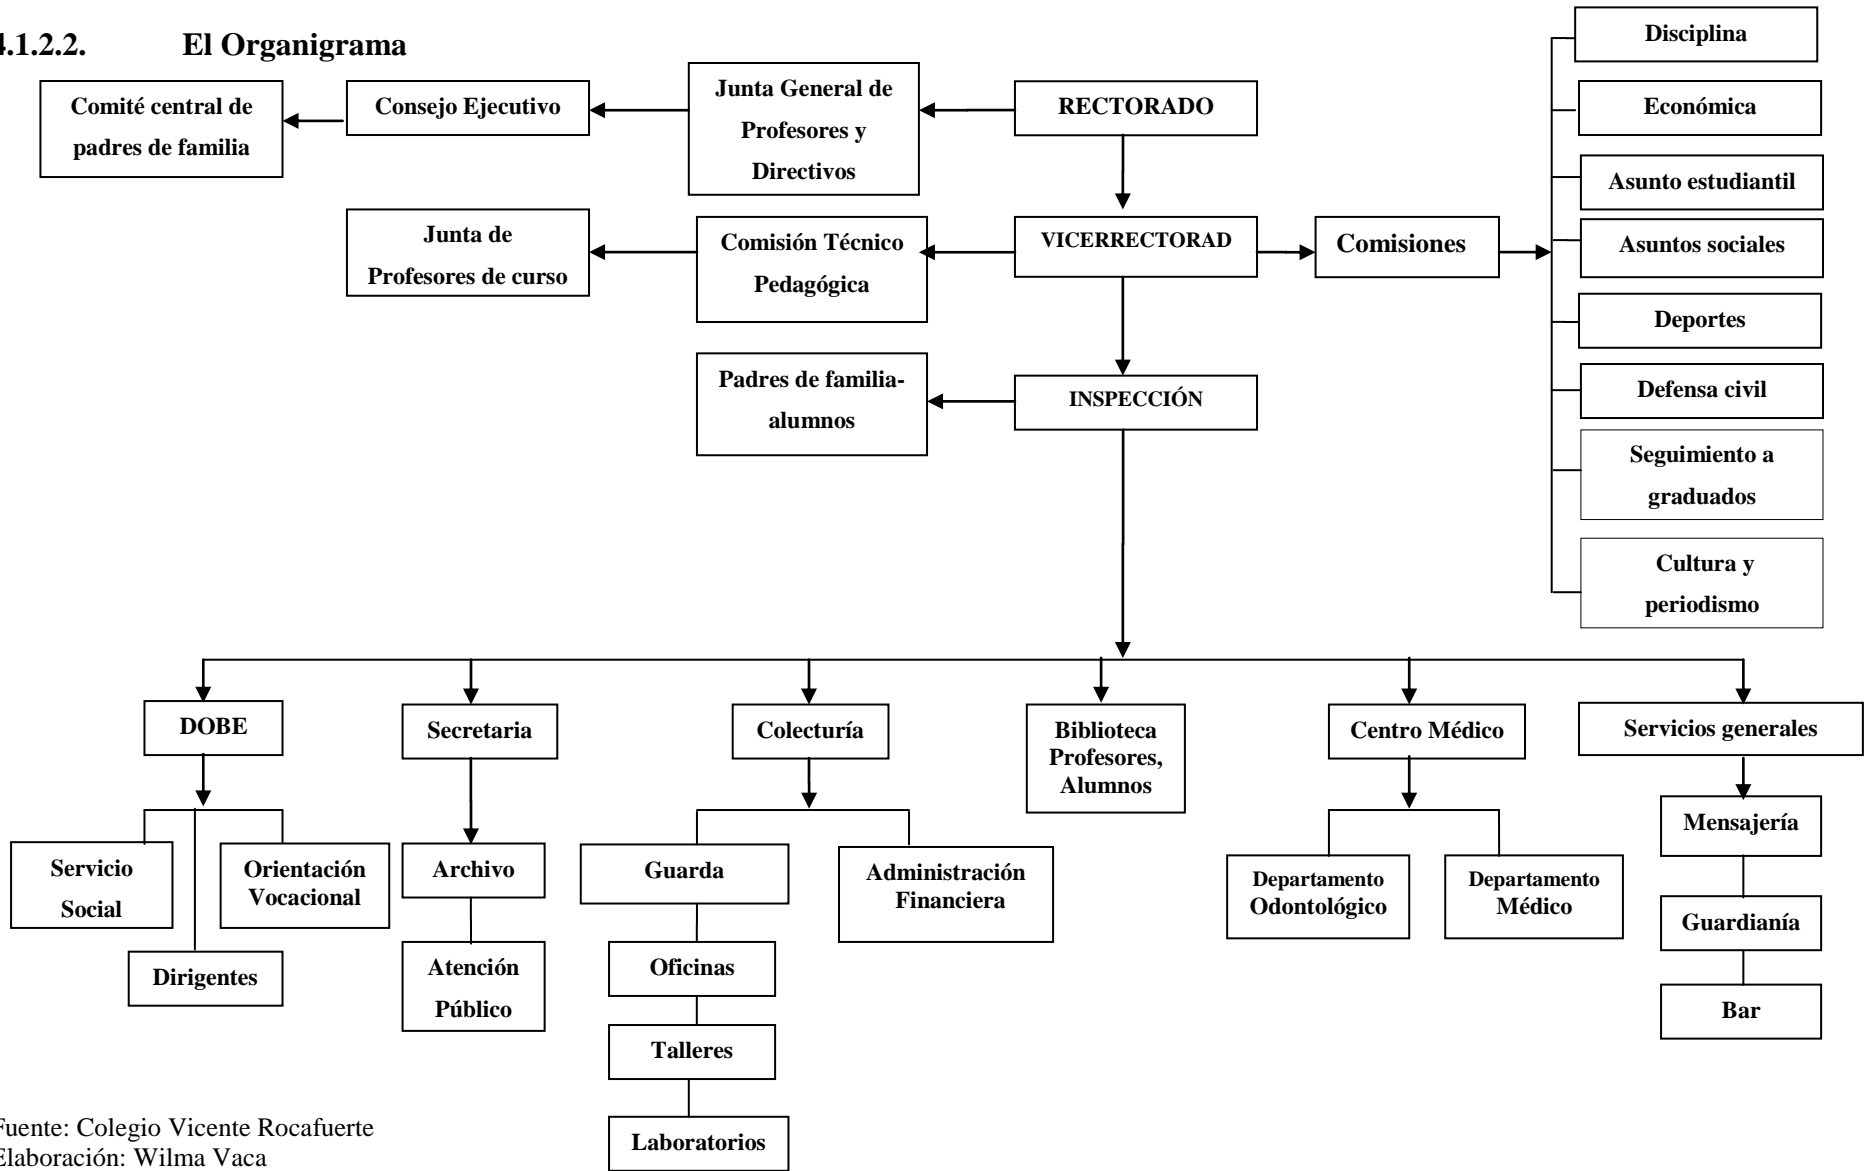 4.1.2.2. El Organigrama
Disciplina
Comité central de
padres de familia
Consejo Ejecutivo
Junta General de
Profesores y
Directivos
RECTORADO
Económica
Asunto estudiantil
Junta de
Profesores de curso
Comisión Técnico
Pedagógica
VICERRECTORAD
Comisiones
Asuntos sociales
Deportes
Padres de familia-
alumnos
INSPECCIÓN
Defensa civil
Seguimiento a
graduados
Cultura y
periodismo
DOBE
Secretaria
Colecturía
Biblioteca
Profesores,
Alumnos
Centro Médico
Servicios generales
Servicio
Social
Orientación
Vocacional
Dirigentes
Archivo
Atención
Público
Guarda
Administración
Financiera
Oficinas
Talleres
Laboratorios
Departamento
Odontológico
Departamento
Médico
Mensajería
Guardianía
Bar
Fuente: Colegio Vicente Rocafuerte
Elaboración: Wilma Vaca